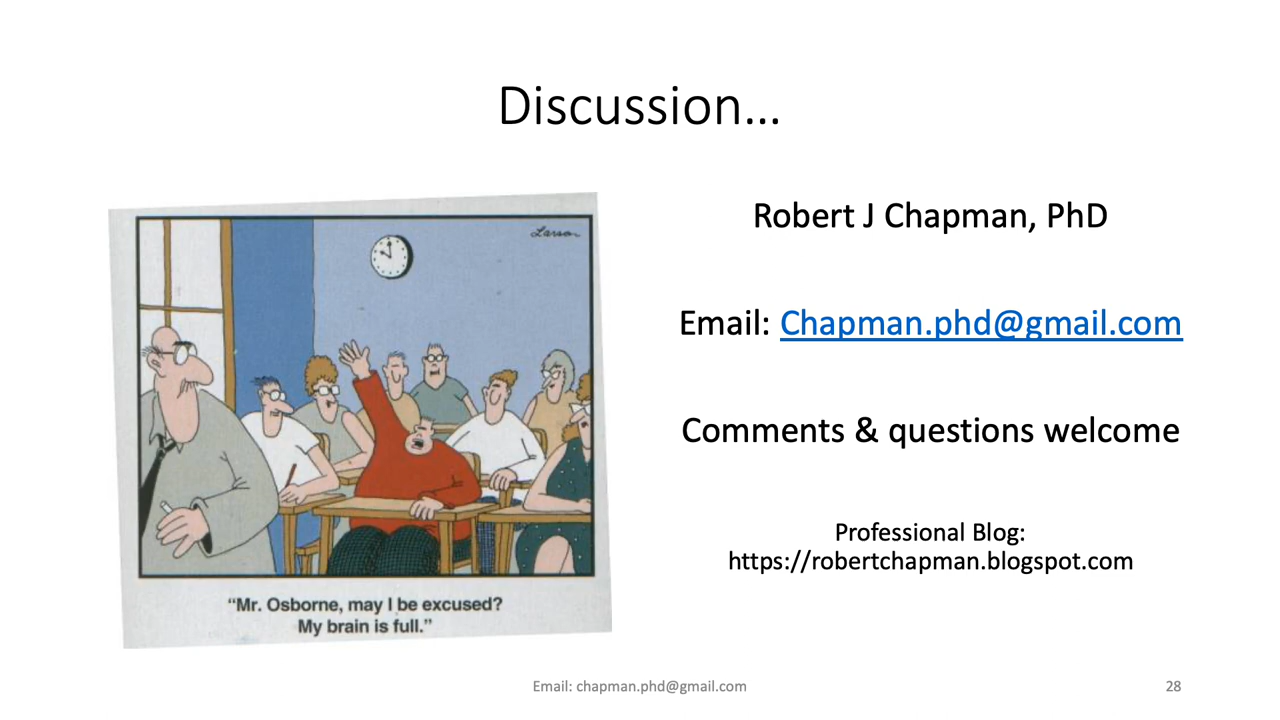 Discussion…
Larson
“Mr. Osborne, may I be excused?
My brain is full.”
Robert J Chapman, PhD
Email: Chapman.phd@gmail.com
Comments & questions welcome
Professional Blog:
https://robertchapman.blogspot.com
Email: chapman.phd@gmail.com
28